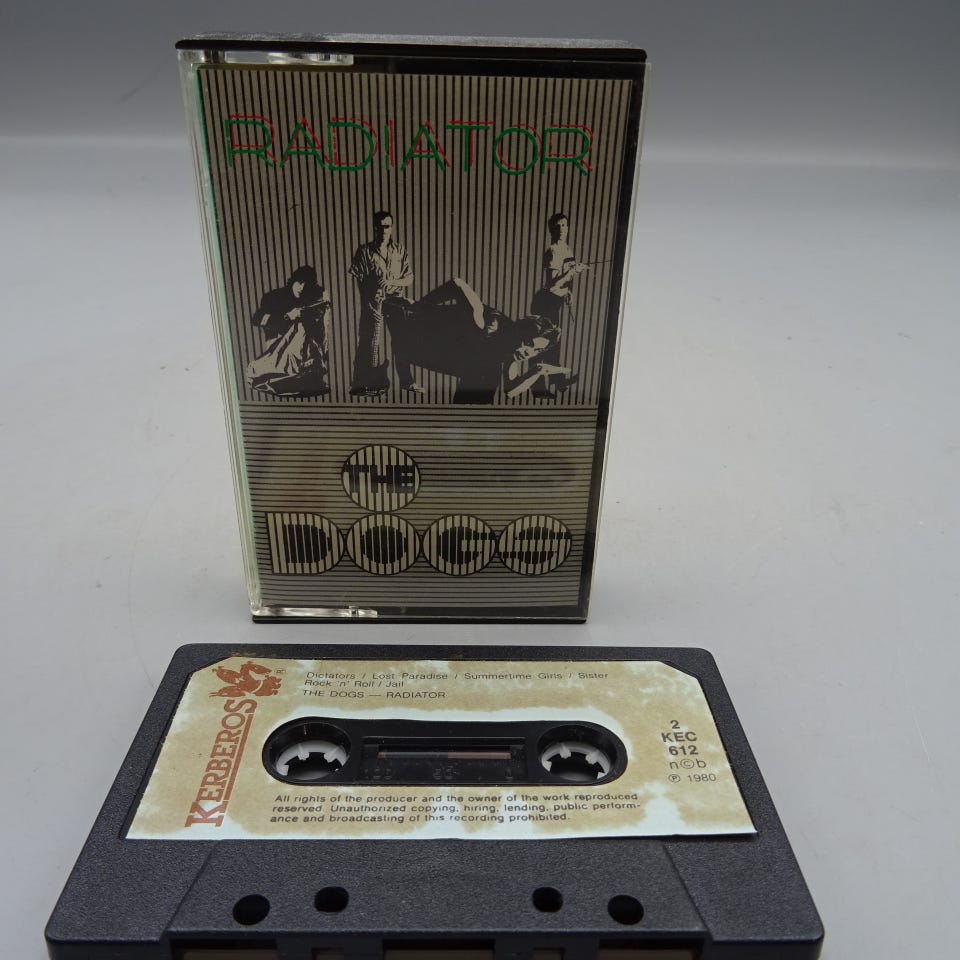 RADIATOR
THE
DOGS
KERBEROS ®
Dictators / Lost Paradise / Summertime Girls / Sister
Rock 'n' Roll / Jail
THE DOGS — RADIATOR
2
KEC
612
n©b
℗ 1980
All rights of the producer and the owner of the work reproduced
reserved. Unauthorized copying, hiring, lending, public perform-
ance and broadcasting of this recording prohibited.